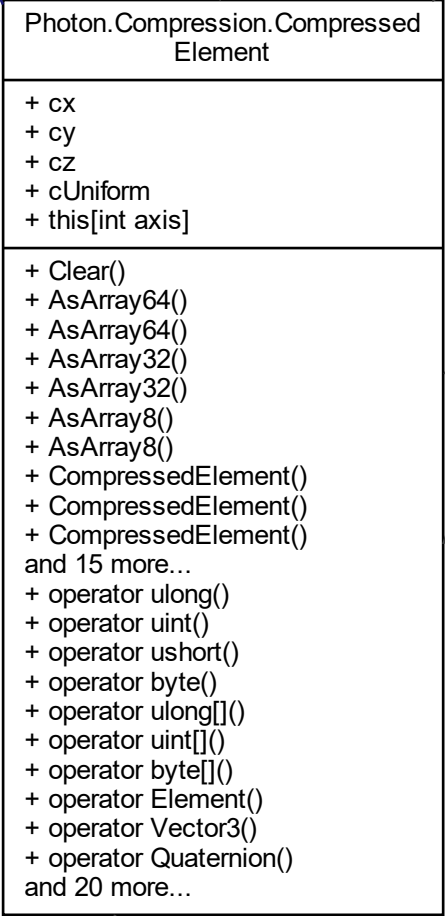 Photon.Compression.Compressed
Element
+ cx
+ cy
+ cz
+ cUniform
+ this[int axis]
+ Clear()
+ AsArray64()
+ AsArray64()
+ AsArray32()
+ AsArray32()
+ AsArray8()
+ AsArray8()
+ CompressedElement()
+ CompressedElement()
+ CompressedElement()
and 15 more...
+ operator ulong()
+ operator uint()
+ operator ushort()
+ operator byte()
+ operator ulong[]()
+ operator uint[]()
+ operator byte[]()
+ operator Element()
+ operator Vector3()
+ operator Quaternion()
and 20 more...